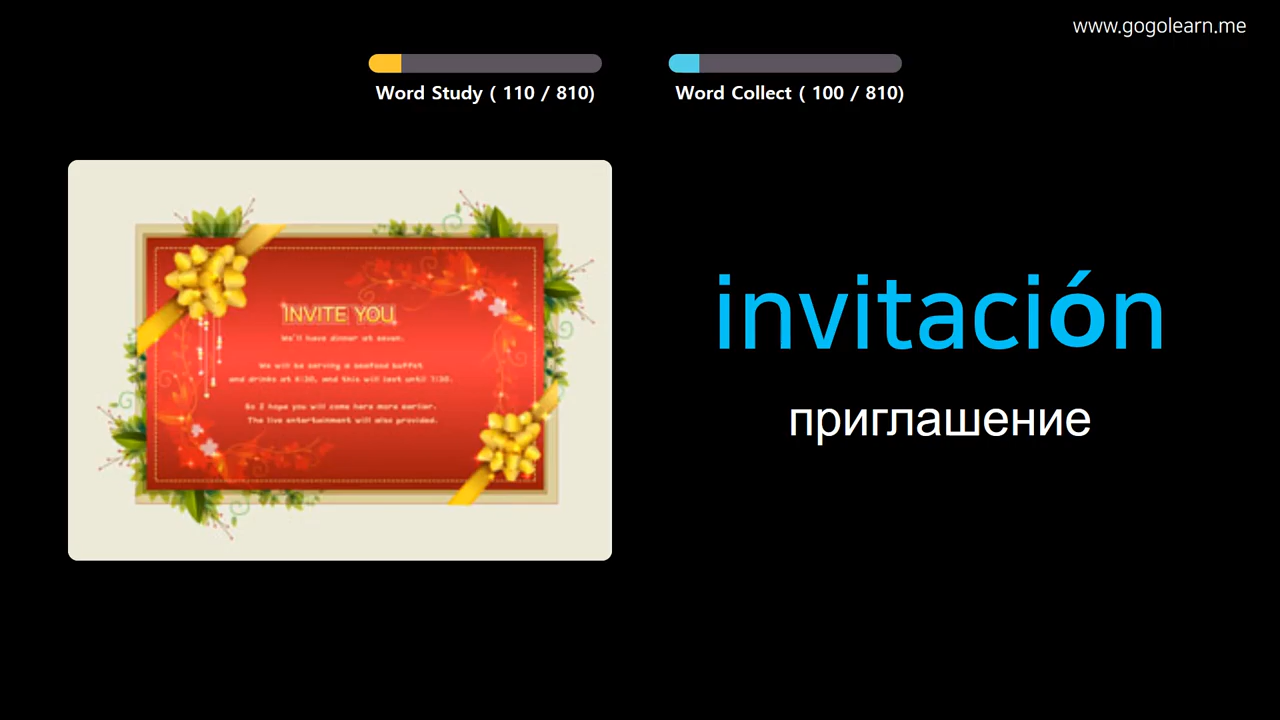 www.gogolearn.me
Word Study ( 110 / 810)
Word Collect ( 100 / 810)
INVITE YOU
We'll have dinner at seven.
We will be serving a seafood buffet
and drinks at 6:30, and this will last until 7:30.
So I hope you will come here more earlier.
The live entertainment will also provided.
invitación
приглашение